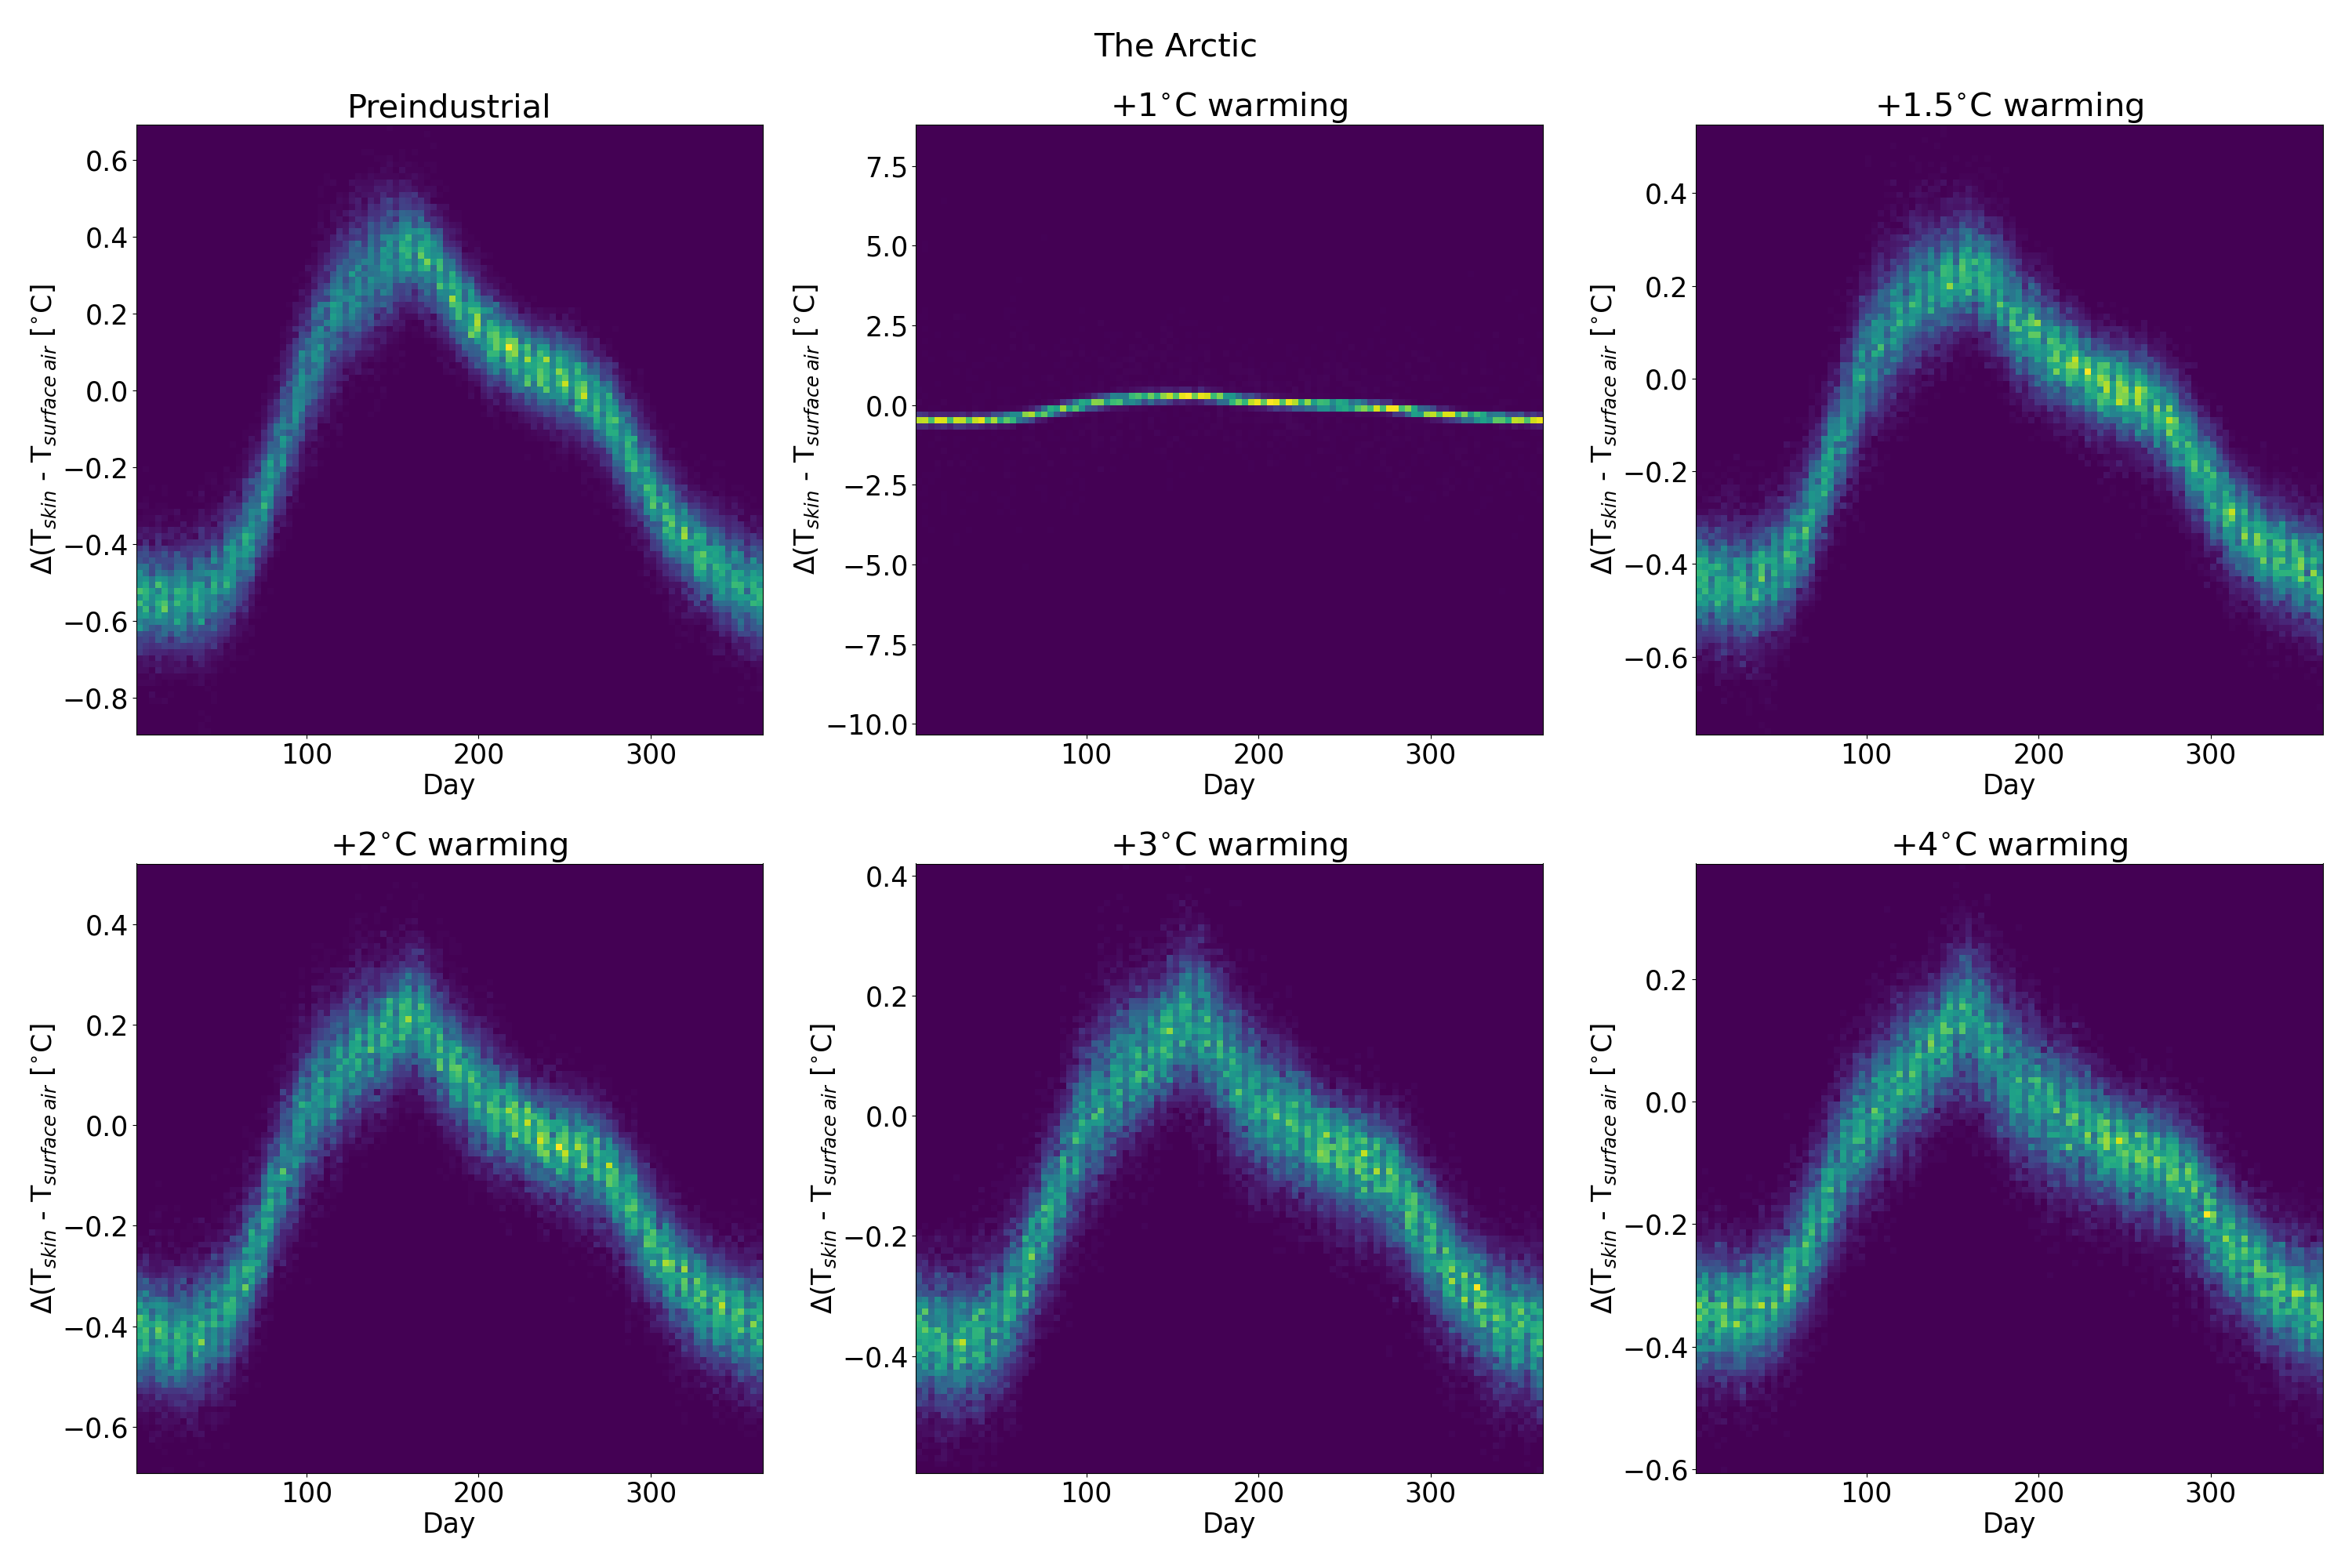 The Arctic
Preindustrial
0.6
0.4
0.2
0.0
−0.2
−0.4
−0.6
−0.8
Δ(T_skin - T_surface air [°C]
100 200 300
Day
+1°C warming
7.5
5.0
2.5
0.0
−2.5
−5.0
−7.5
−10.0
Δ(T_skin - T_surface air [°C]
100 200 300
Day
+1.5°C warming
0.4
0.2
0.0
−0.2
−0.4
−0.6
Δ(T_skin - T_surface air [°C]
100 200 300
Day
+2°C warming
0.4
0.2
0.0
−0.2
−0.4
−0.6
Δ(T_skin - T_surface air [°C]
100 200 300
Day
+3°C warming
0.4
0.2
0.0
−0.2
−0.4
Δ(T_skin - T_surface air [°C]
100 200 300
Day
+4°C warming
0.2
0.0
−0.2
−0.4
−0.6
Δ(T_skin - T_surface air [°C]
100 200 300
Day